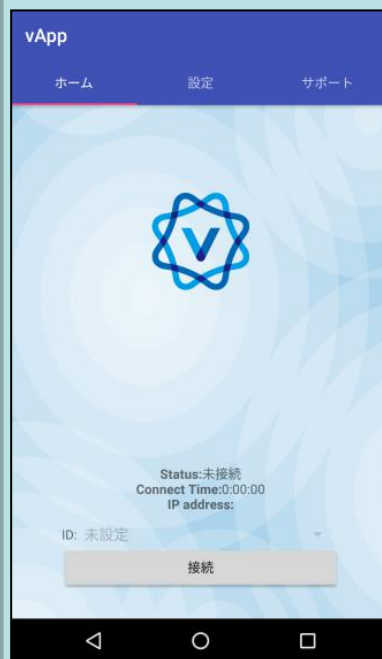 vApp
ホーム 設定 サポート
V
Status:未接続
Connect Time:0:00:00
IP address:
ID: 未設定
接続